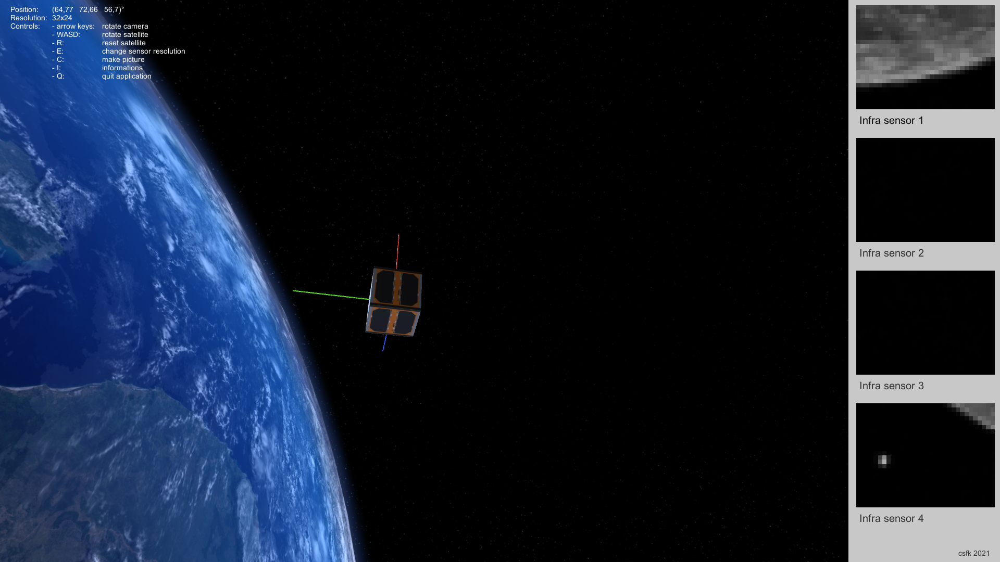 Position: (64,77 72,66 56,7)°
Resolution: 32x24
Controls: - arrow keys: rotate camera
- WASD: rotate satellite
- R: reset satellite
- E: change sensor resolution
- C: make picture
- I: informations
- Q: quit application
Infra sensor 1
Infra sensor 2
Infra sensor 3
Infra sensor 4
csfk 2021